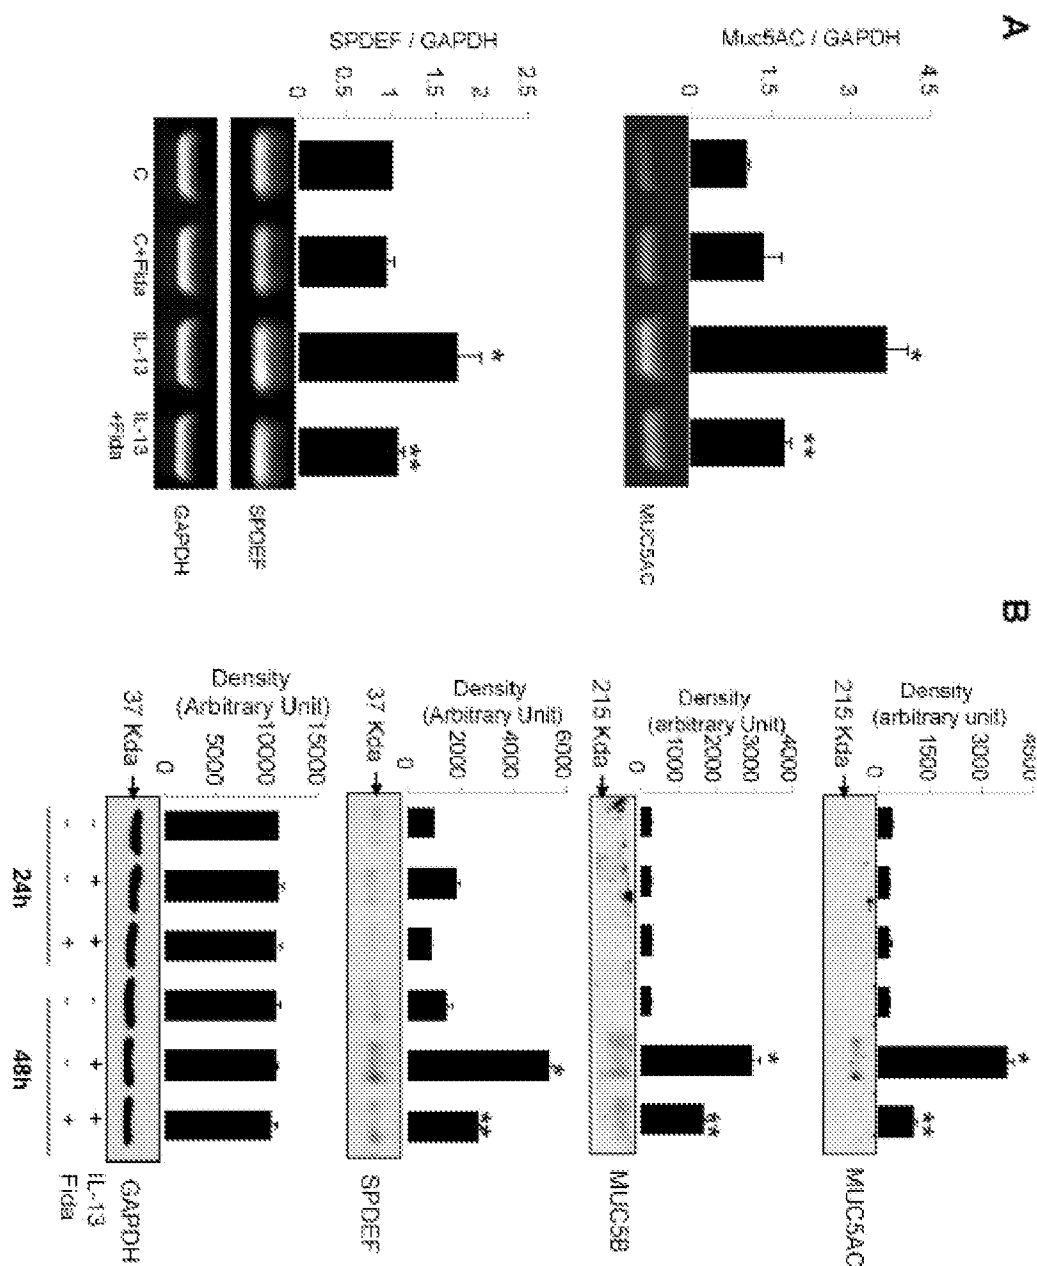 A
Muc5AC / GAPDH
4.5
3
1.5
0
*
**
MUC5AC
SPDEF / GAPDH
2.5
2
1.5
1
0.5
0
*
**
SPDEF
GAPDH
C
C+Fida
IL-13
IL-13
+Fida
B
Density
(arbitrary unit)
4500
3000
1500
0
*
**
215 Kda
MUC5AC
Density
(arbitrary unit)
4000
3000
2000
1000
0
*
**
215 Kda
MUC5B
Density
(Arbitrary Unit)
6000
4000
2000
0
*
**
37 Kda
SPDEF
Density
(Arbitrary Unit)
15000
10000
5000
0
37 Kda
GAPDH
- + + - + + IL-13
- - + - - + Fida
24h 48h